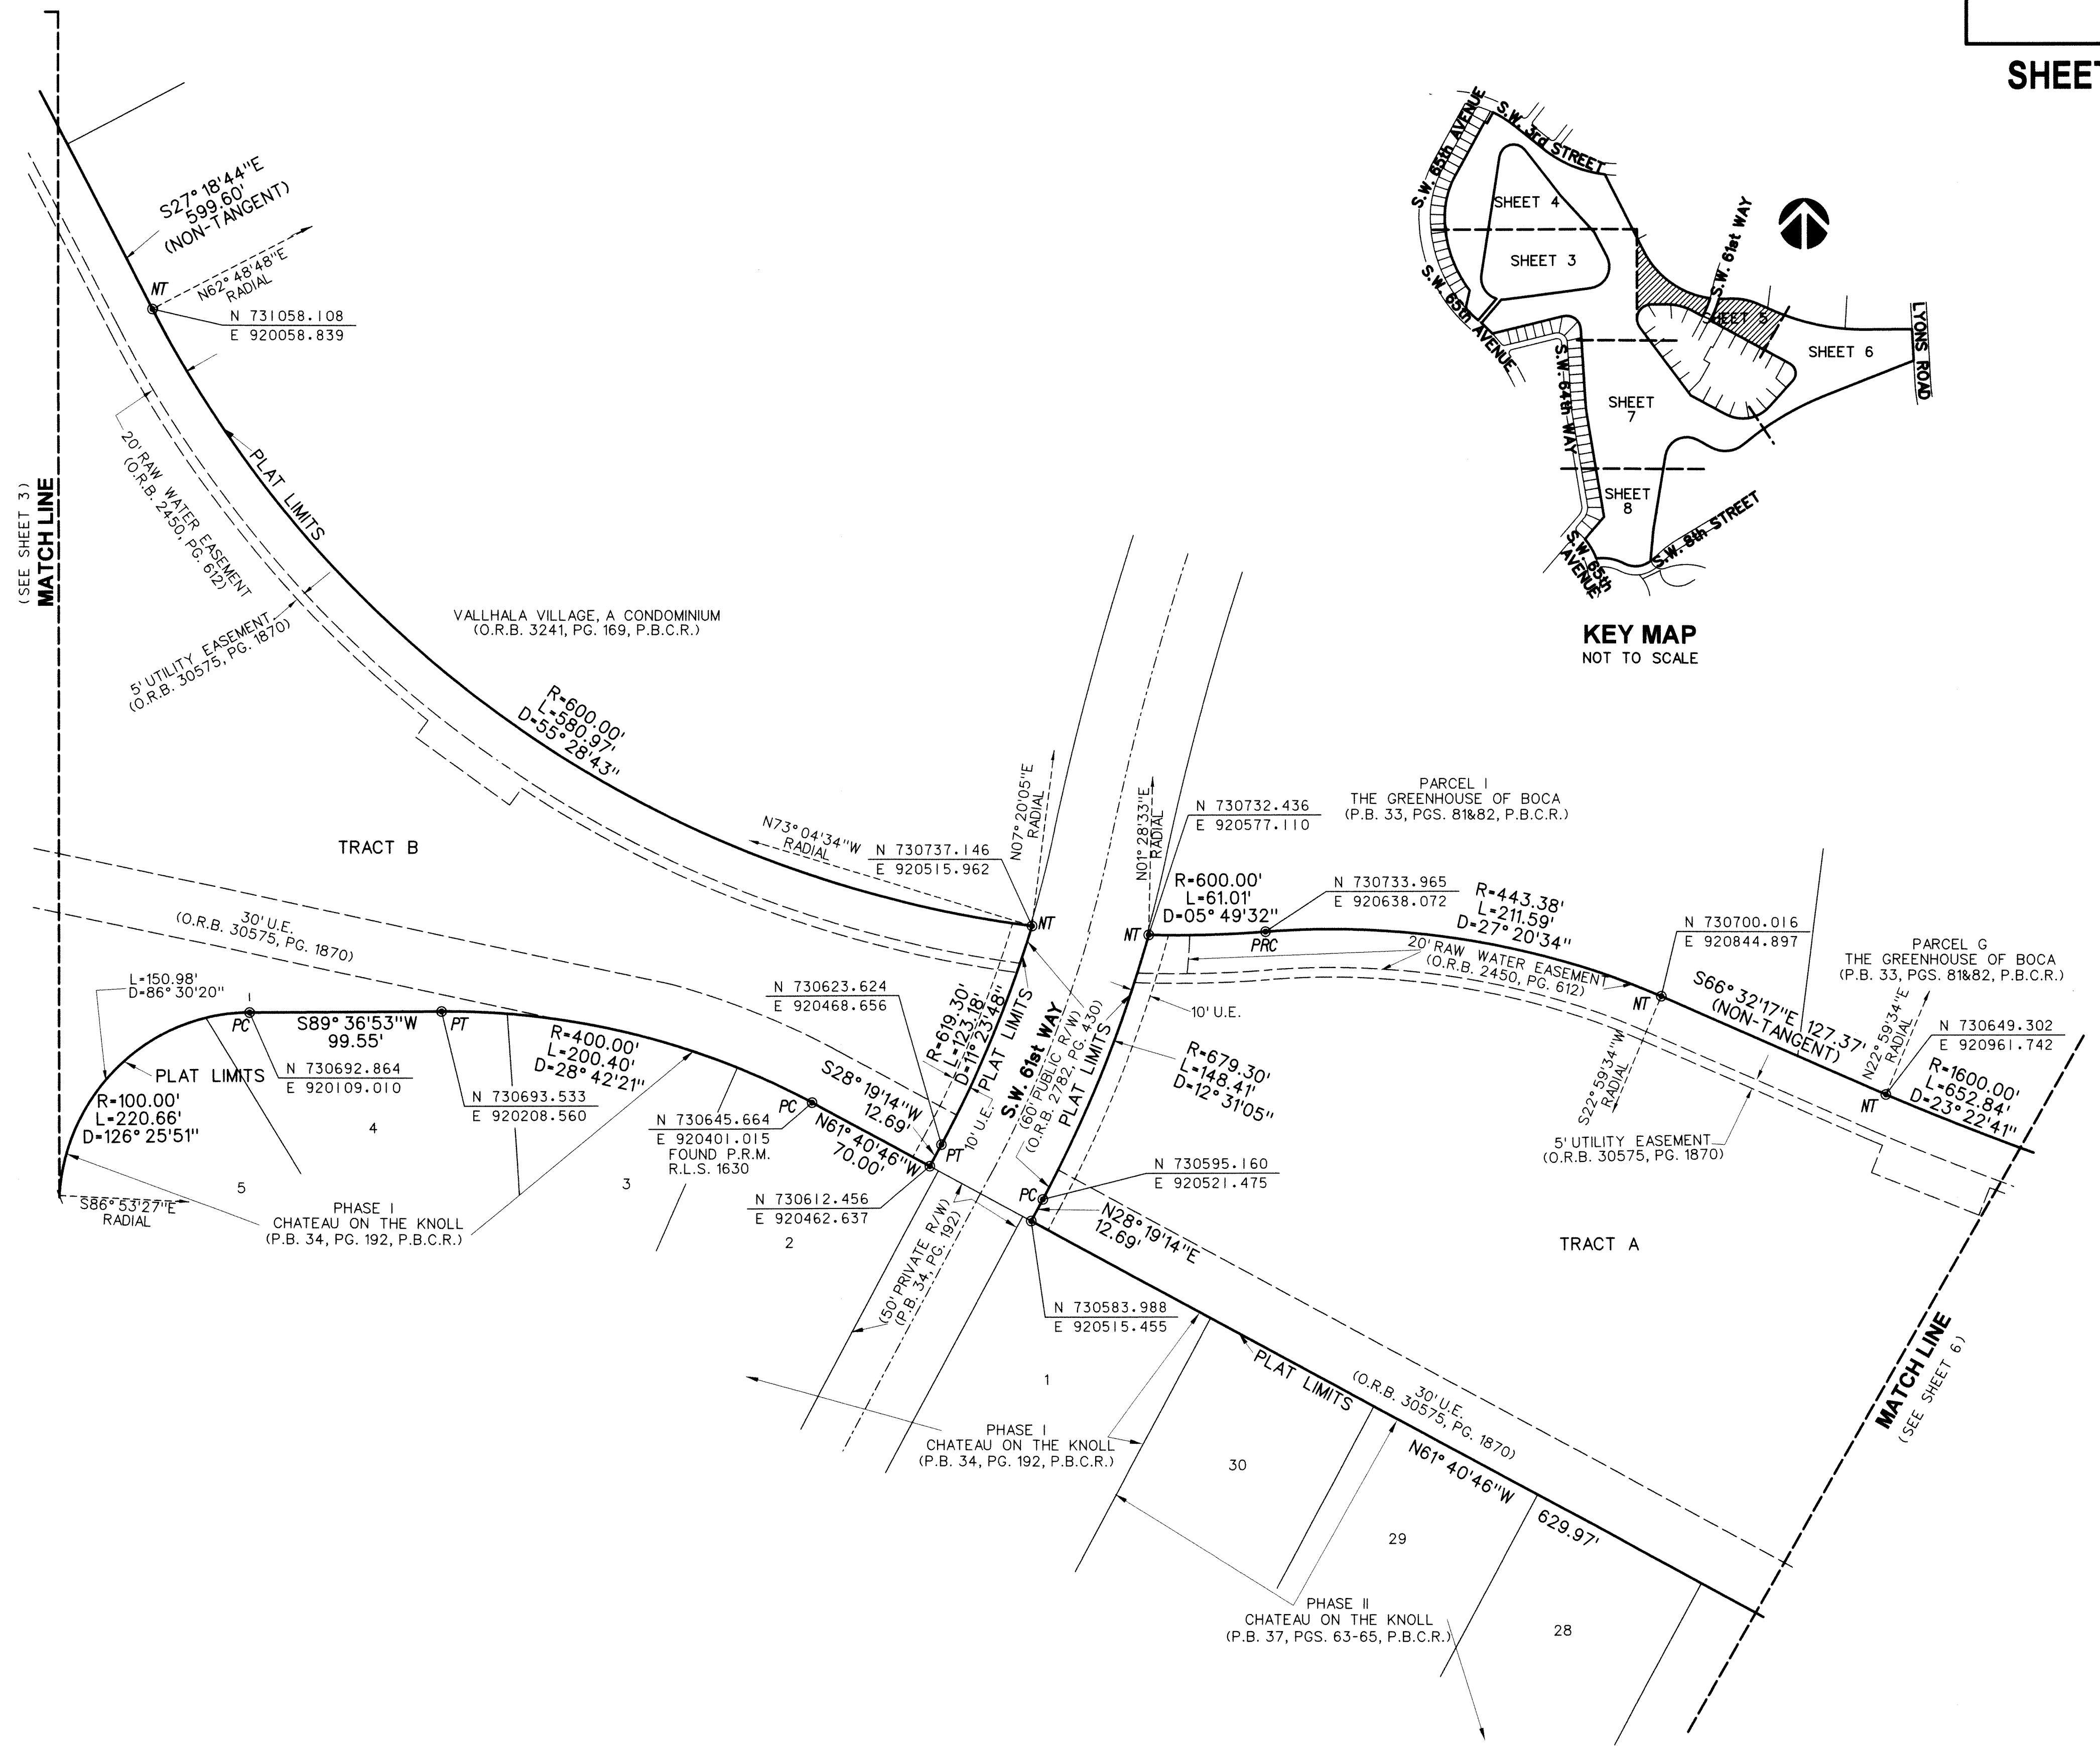 SHEET
S.W. 65th AVENUE
S.W. 3rd STREET
SHEET 4
SHEET 3
S.W. 61st WAY
SHEET 5
SHEET 6
LYONS ROAD
S.W. 65th AVENUE
S.W. 64th WAY
SHEET
7
SHEET
8
S.W. 65th
AVENUE
S.W. 8th STREET
KEY MAP
NOT TO SCALE
(SEE SHEET 3)
MATCH LINE
S27°18'44"E
599.60'
(NON-TANGENT)
NT
N62°48'48"E
RADIAL
N 731058.108
E 920058.839
20' RAW WATER EASEMENT
(O.R.B. 2450, PG. 612)
PLAT LIMITS
5' UTILITY EASEMENT
(O.R.B. 30575, PG. 1870)
VALLHALA VILLAGE, A CONDOMINIUM
(O.R.B. 3241, PG. 169, P.B.C.R.)
R=600.00'
L=580.97'
D=55°28'43"
TRACT B
N73°04'34"W
RADIAL
N 730737.146
E 920515.962
N07°20'05"E
RADIAL
NT
N01°28'33"E
RADIAL
NT
N 730732.436
E 920577.110
PARCEL I
THE GREENHOUSE OF BOCA
(P.B. 33, PGS. 81&82, P.B.C.R.)
R=600.00'
L=61.01'
D=05°49'32"
N 730733.965
E 920638.072
PRC
R=443.38'
L=211.59'
D=27°20'34"
20' RAW WATER EASEMENT
(O.R.B. 2450, PG. 612)
N 730700.016
E 920844.897
NT
PARCEL G
THE GREENHOUSE OF BOCA
(P.B. 33, PGS. 81&82, P.B.C.R.)
S66°32'17"E 127.37'
(NON-TANGENT)
S22°59'34"W
RADIAL
N22°59'34"E
RADIAL
N 730649.302
E 920961.742
NT
R=1600.00'
L=652.84'
D=23°22'41"
5' UTILITY EASEMENT
(O.R.B. 30575, PG. 1870)
TRACT A
30' U.E.
(O.R.B. 30575, PG. 1870)
L=150.98'
D=86°30'20"
1
PC
S89°36'53"W
99.55'
PT
PLAT LIMITS
N 730692.864
E 920109.010
R=100.00'
L=220.66'
D=126°25'51"
4
N 730693.533
E 920208.560
R=400.00'
L=200.40'
D=28°42'21"
N 730623.624
E 920468.656
R=619.30'
L=123.18'
D=11°23'48"
PLAT LIMITS
S28°19'14"W
12.69'
PC
N 730645.664
E 920401.015
FOUND P.R.M.
R.L.S. 1630
N61°40'46"W
70.00'
PT
10' U.E.
S.W. 61st WAY
(60' PUBLIC R/W)
(O.R.B. 2782, PG. 430)
PLAT LIMITS
10' U.E.
R=679.30'
L=148.41'
D=12°31'05"
N 730595.160
E 920521.475
PC
N28°19'14"E
12.69'
5
3
2
S86°53'27"E
RADIAL
PHASE I
CHATEAU ON THE KNOLL
(P.B. 34, PG. 192, P.B.C.R.)
N 730612.456
E 920462.637
(50' PRIVATE R/W)
(P.B. 34, PG. 192)
N 730583.988
E 920515.455
1
PLAT LIMITS
30' U.E.
(O.R.B. 30575, PG. 1870)
N61°40'46"W 629.97'
PHASE I
CHATEAU ON THE KNOLL
(P.B. 34, PG. 192, P.B.C.R.)
30
29
28
PHASE II
CHATEAU ON THE KNOLL
(P.B. 37, PGS. 63-65, P.B.C.R.)
MATCH LINE
(SEE SHEET 6)